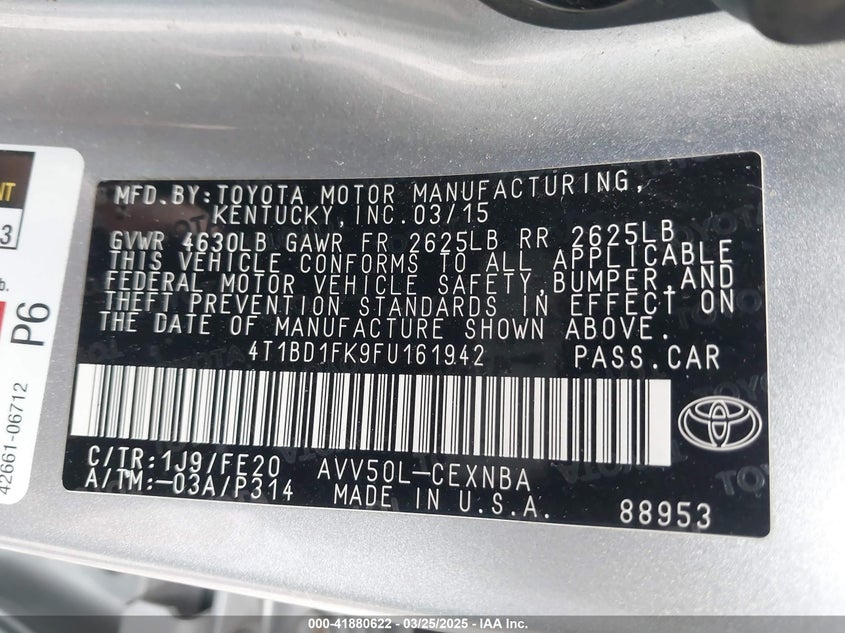 MFD.BY:TOYOTA MOTOR MANUFACTURING,
KENTUCKY,INC.03/15
GVWR 4630LB GAWR FR 2625LB RR 2625LB
THIS VEHICLE CONFORMS TO ALL APPLICABLE
FEDERAL MOTOR VEHICLE SAFETY,BUMPER,AND
THEFT PREVENTION STANDARDS IN EFFECT ON
THE DATE OF MANUFACTURE SHOWN ABOVE.
4T1BD1FK9FU161942 PASS.CAR
C/TR:1J9/FE20 AVV50L-CEXNBA
A/TM:-03A/P314 MADE IN U.S.A.
88953
P6
42661-06712
000-41880622 - 03/25/2025 - IAA Inc.